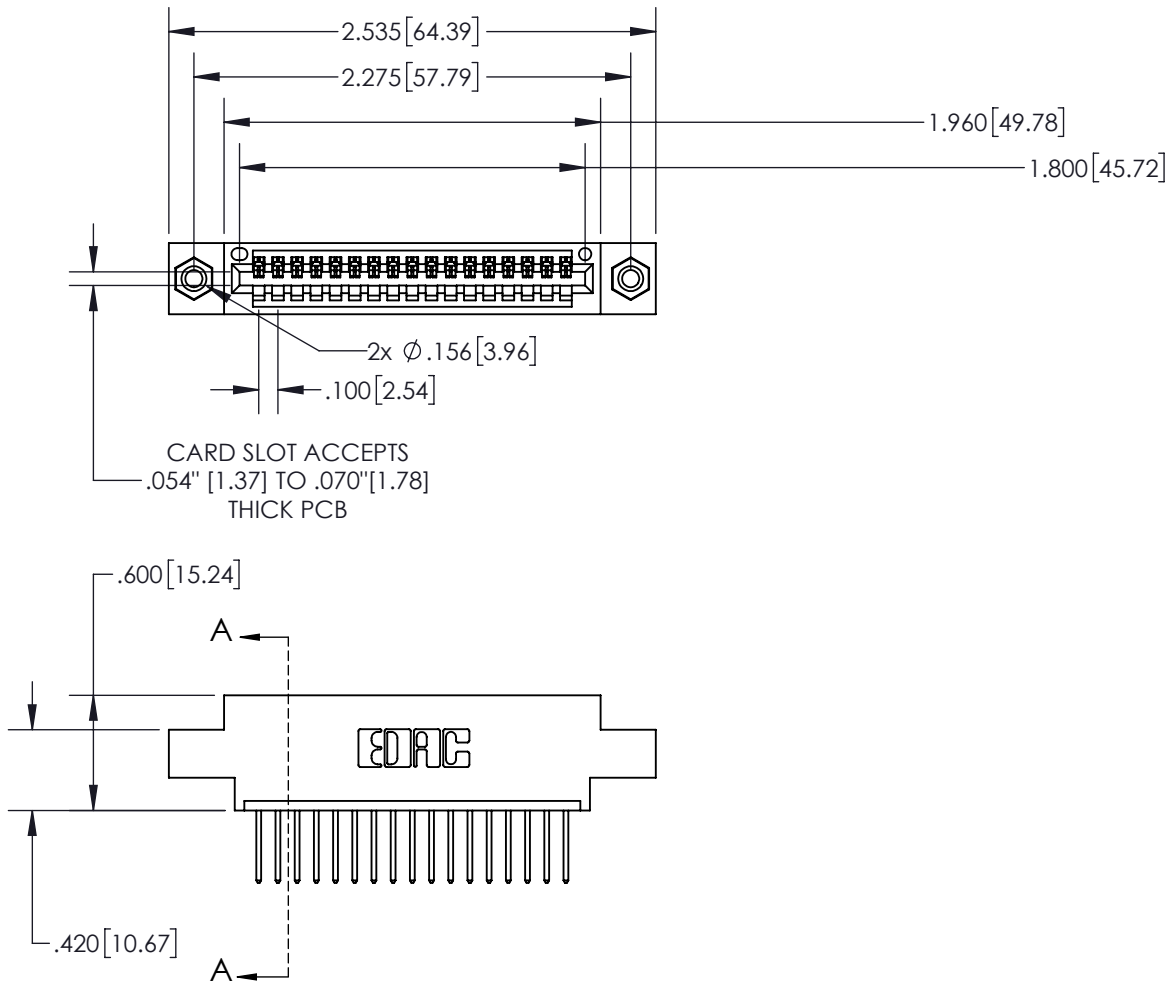 2.535[64.39]
2.275[57.79]
1.960[49.78]
1.800[45.72]
2x ∅.156[3.96]
.100[2.54]
CARD SLOT ACCEPTS
.054" [1.37] TO .070"[1.78]
THICK PCB
.600[15.24]
A
EDAC
.420[10.67]
A